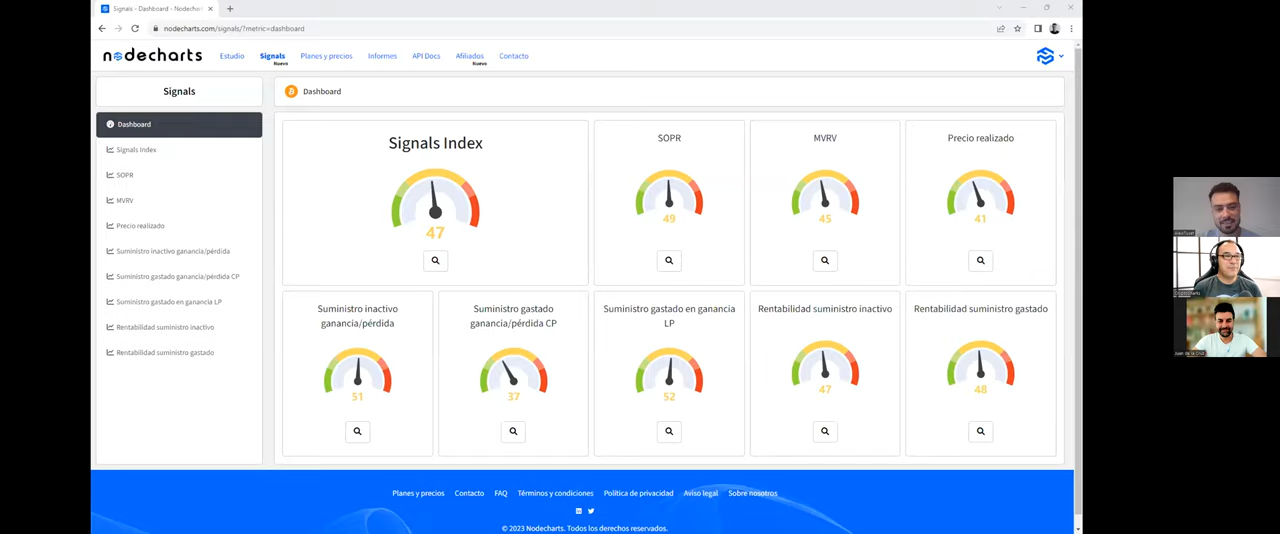 Signals - Dashboard - Nodechart
nodecharts.com/signals/?metric=dashboard
nodecharts
Estudio
Signals
Nuevo
Planes y precios
Informes
API Docs
Afiliados
Nuevo
Contacto
Signals
Dashboard
Signals Index
SOPR
MVRV
Precio realizado
Suministro inactivo ganancia/pérdida
Suministro gastado ganancia/pérdida CP
Suministro gastado en ganancia LP
Rentabilidad suministro inactivo
Rentabilidad suministro gastado
Dashboard
Signals Index
47
SOPR
49
MVRV
45
Precio realizado
41
Suministro inactivo
ganancia/pérdida
51
Suministro gastado
ganancia/pérdida CP
37
Suministro gastado en ganancia
LP
52
Rentabilidad suministro inactivo
47
Rentabilidad suministro gastado
48
Planes y precios
Contacto
FAQ
Términos y condiciones
Política de privacidad
Aviso legal
Sobre nosotros
© 2023 Nodecharts. Todos los derechos reservados.
Juan de la Cruz